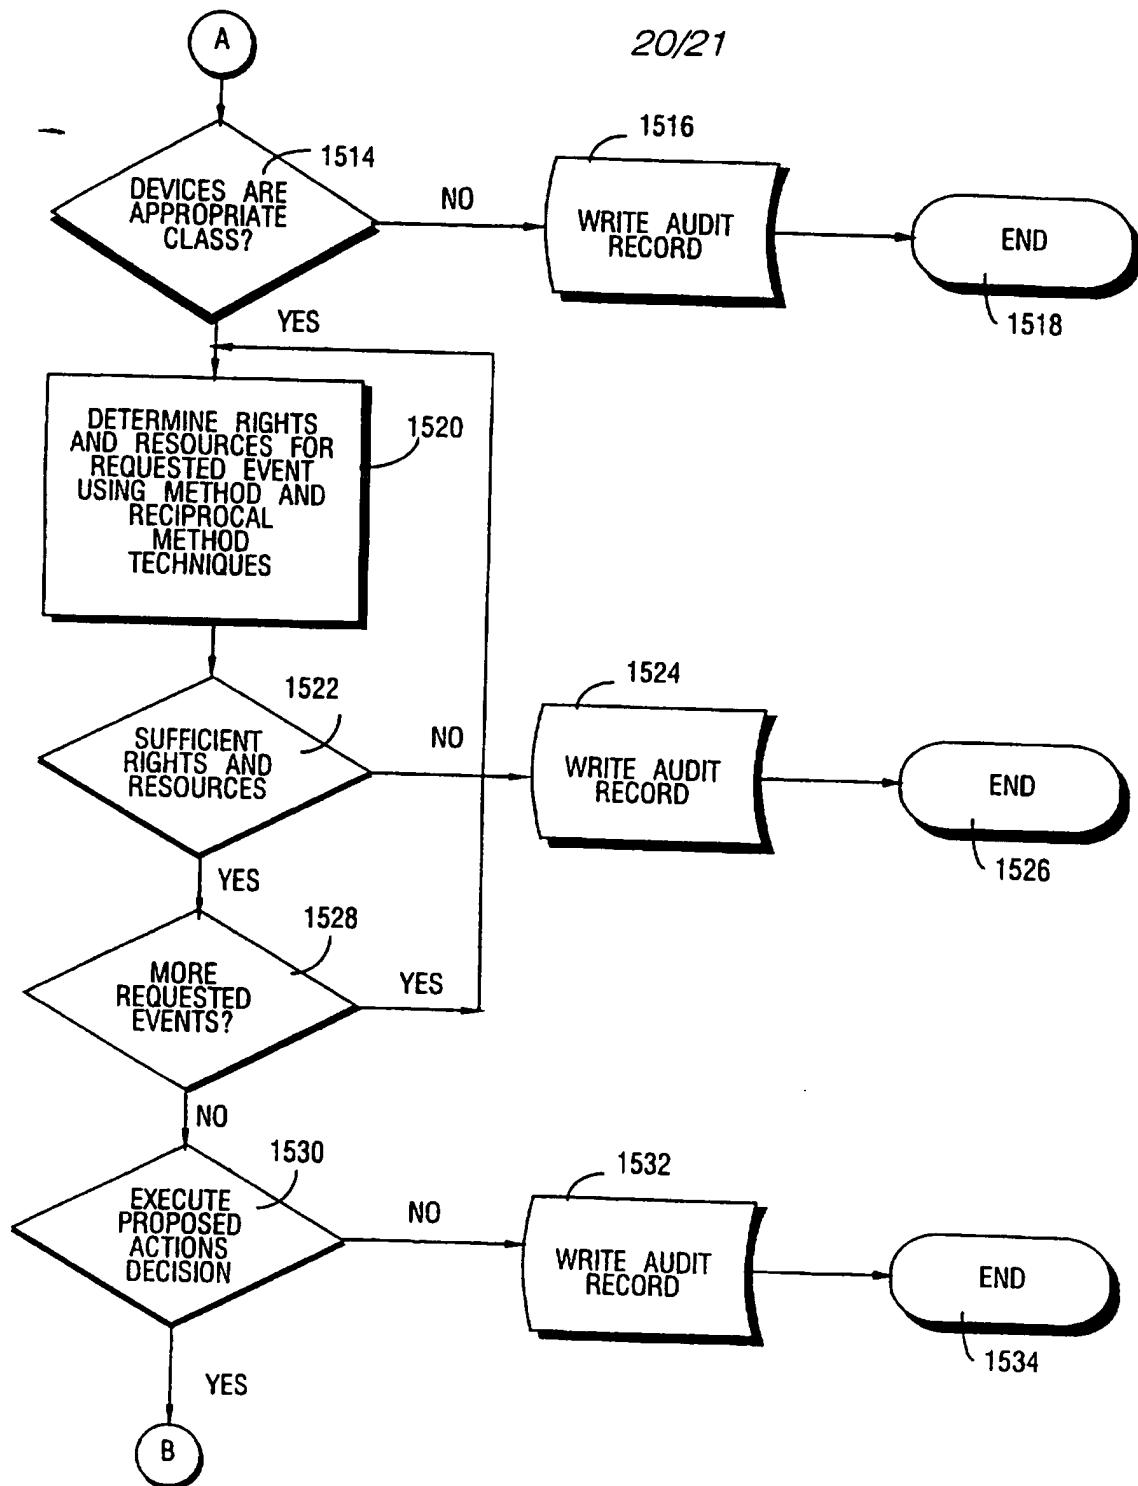 A
20/21
1514
DEVICES ARE
APPROPRIATE
CLASS?
NO
1516
WRITE AUDIT
RECORD
END
1518
YES
DETERMINE RIGHTS
AND RESOURCES FOR
REQUESTED EVENT
USING METHOD AND
RECIPROCAL
METHOD
TECHNIQUES
1520
1522
SUFFICIENT
RIGHTS AND
RESOURCES
NO
1524
WRITE AUDIT
RECORD
END
1526
YES
1528
MORE
REQUESTED
EVENTS?
YES
NO
1530
EXECUTE
PROPOSED
ACTIONS
DECISION
NO
1532
WRITE AUDIT
RECORD
END
1534
YES
B